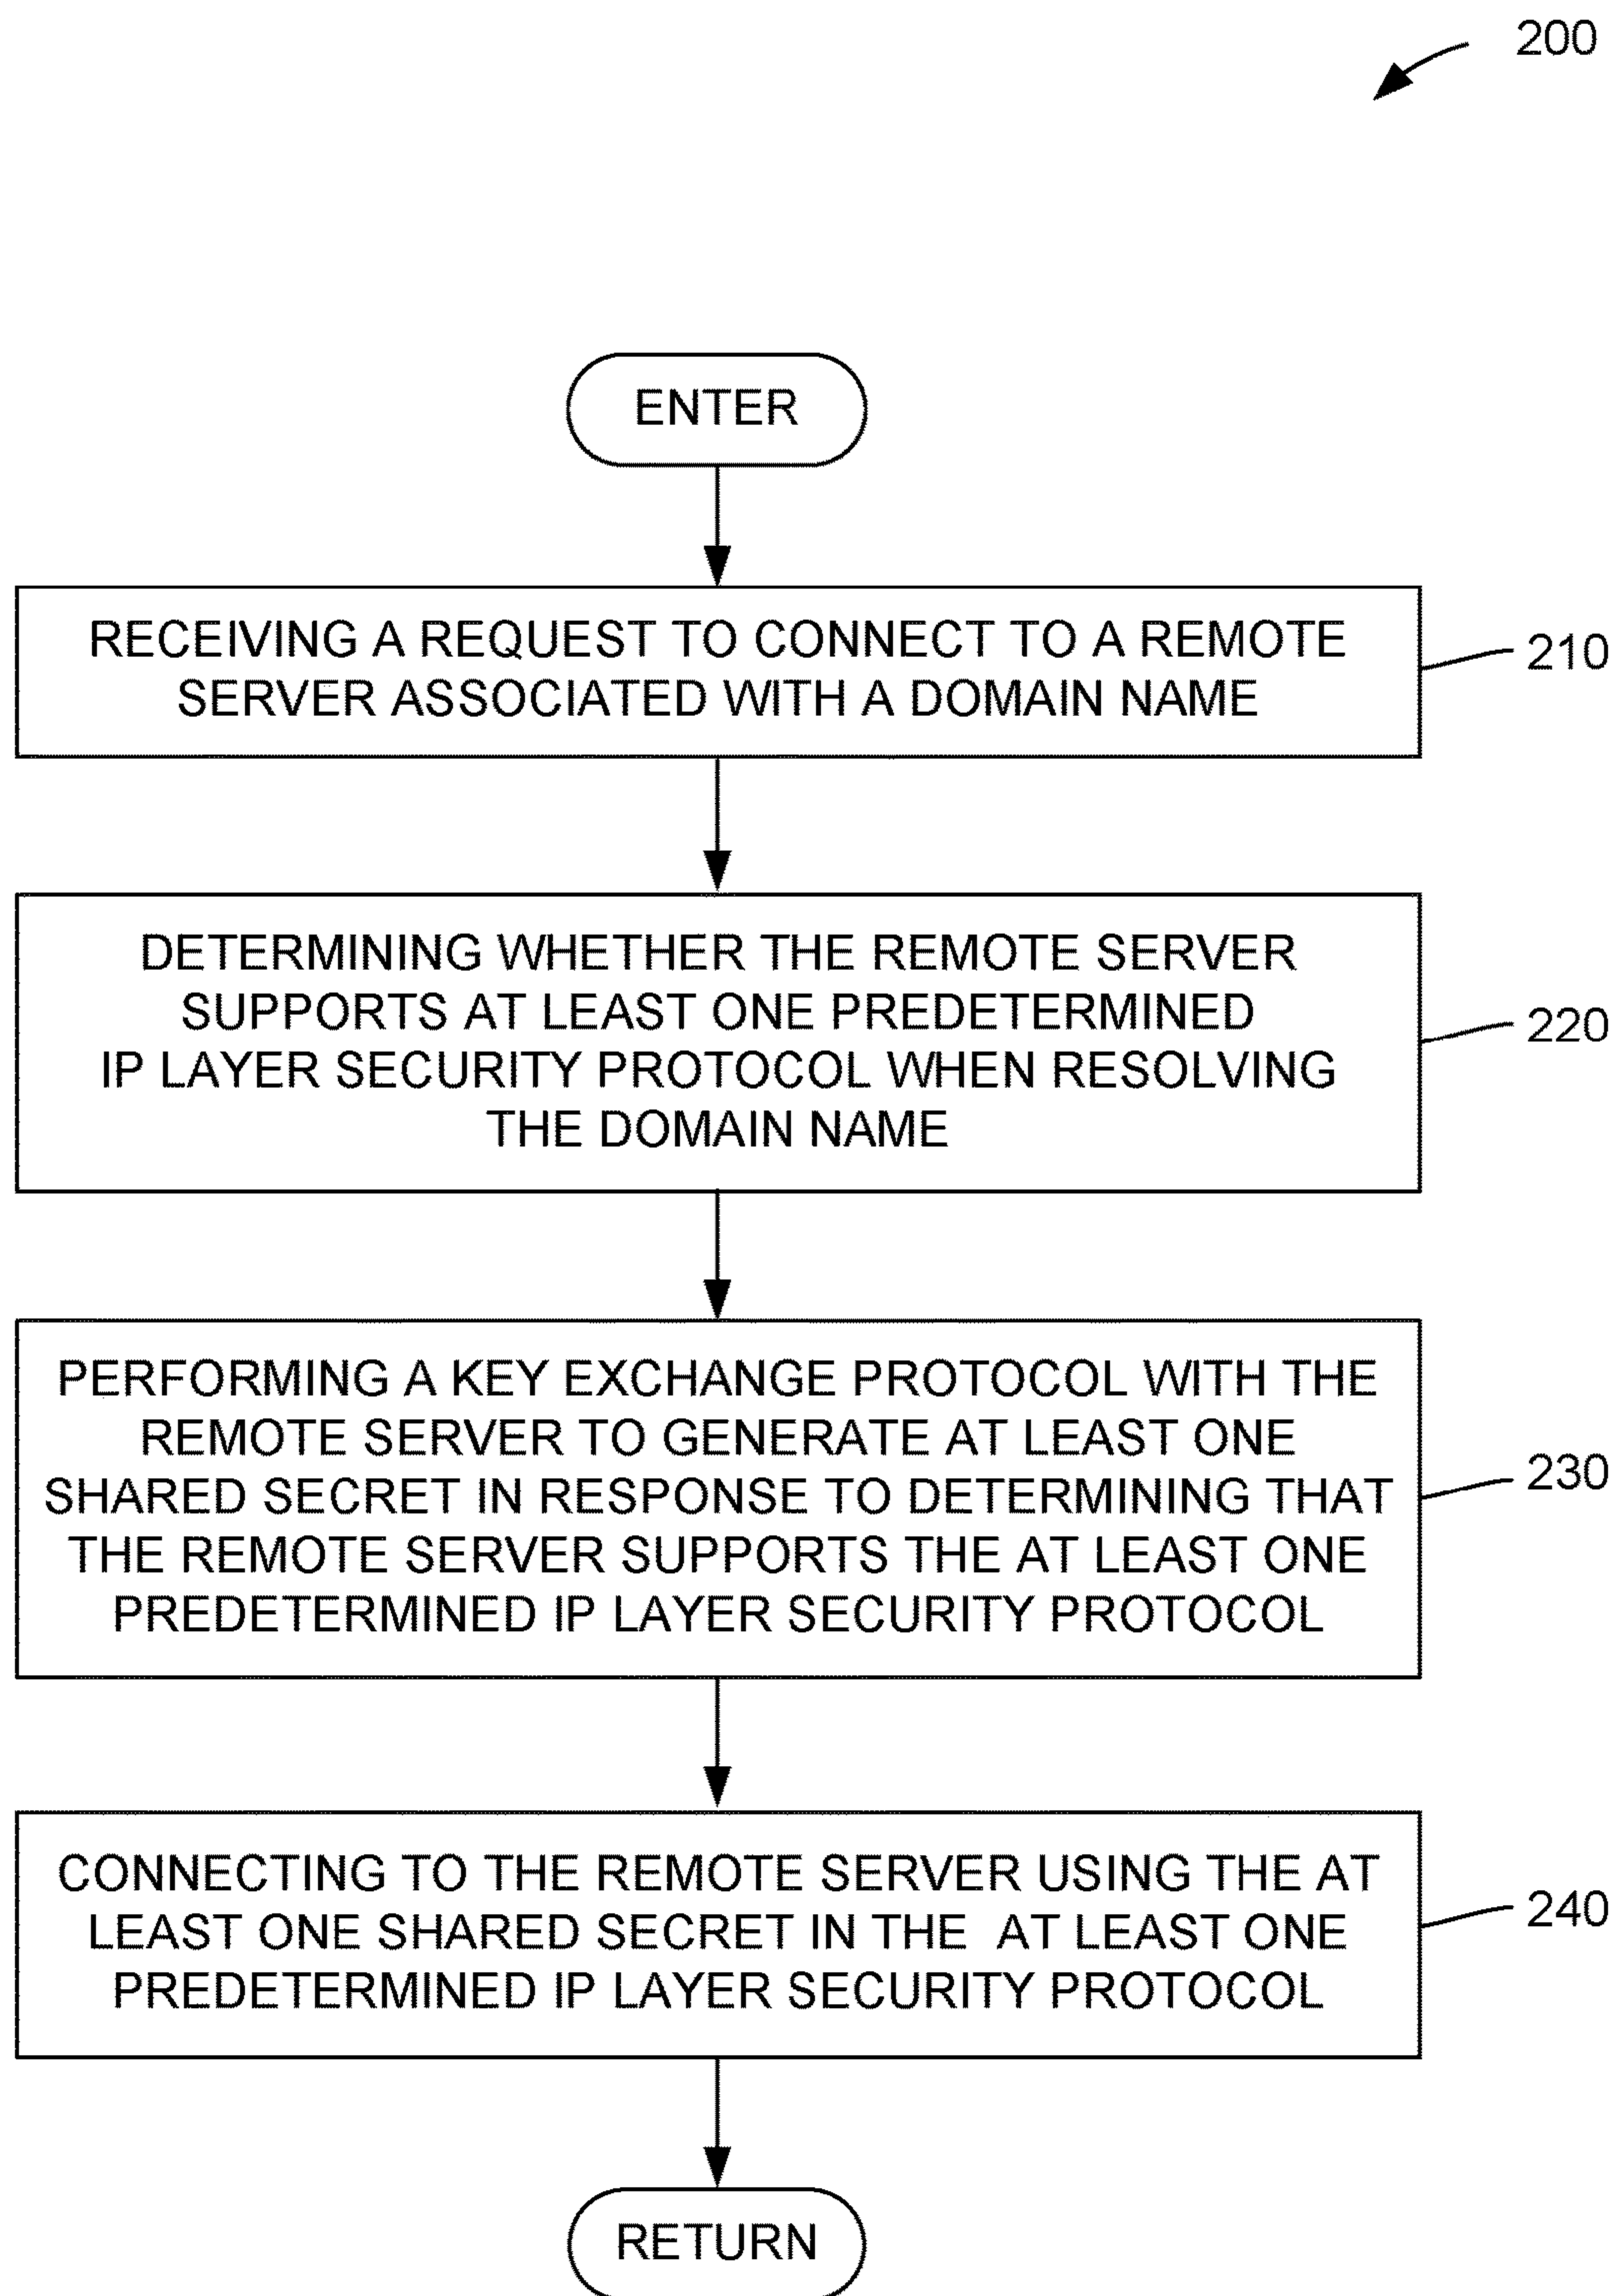 200
ENTER
RECEIVING A REQUEST TO CONNECT TO A REMOTE
SERVER ASSOCIATED WITH A DOMAIN NAME
210
DETERMINING WHETHER THE REMOTE SERVER
SUPPORTS AT LEAST ONE PREDETERMINED
IP LAYER SECURITY PROTOCOL WHEN RESOLVING
THE DOMAIN NAME
220
PERFORMING A KEY EXCHANGE PROTOCOL WITH THE
REMOTE SERVER TO GENERATE AT LEAST ONE
SHARED SECRET IN RESPONSE TO DETERMINING THAT
THE REMOTE SERVER SUPPORTS THE AT LEAST ONE
PREDETERMINED IP LAYER SECURITY PROTOCOL
230
CONNECTING TO THE REMOTE SERVER USING THE AT
LEAST ONE SHARED SECRET IN THE  AT LEAST ONE
PREDETERMINED IP LAYER SECURITY PROTOCOL
240
RETURN